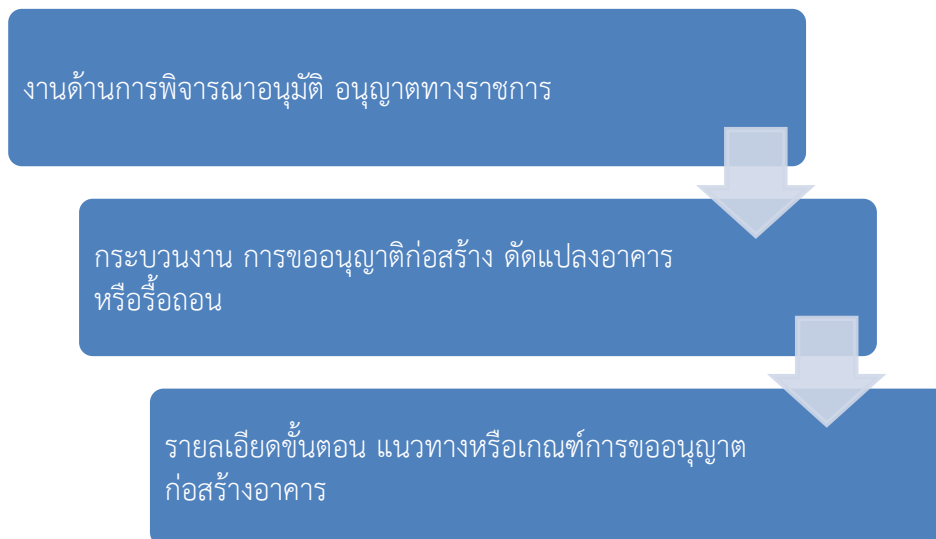 งานด้านการพิจารณาอนุมัติ อนุญาตทางราชการ
กระบวนงาน การขออนุญาติก่อสร้าง ดัดแปลงอาคาร
หรือรื้อถอน
รายลเอียดขั้นตอน แนวทางหรือเกณฑ์การขออนุญาต
ก่อสร้างอาคาร